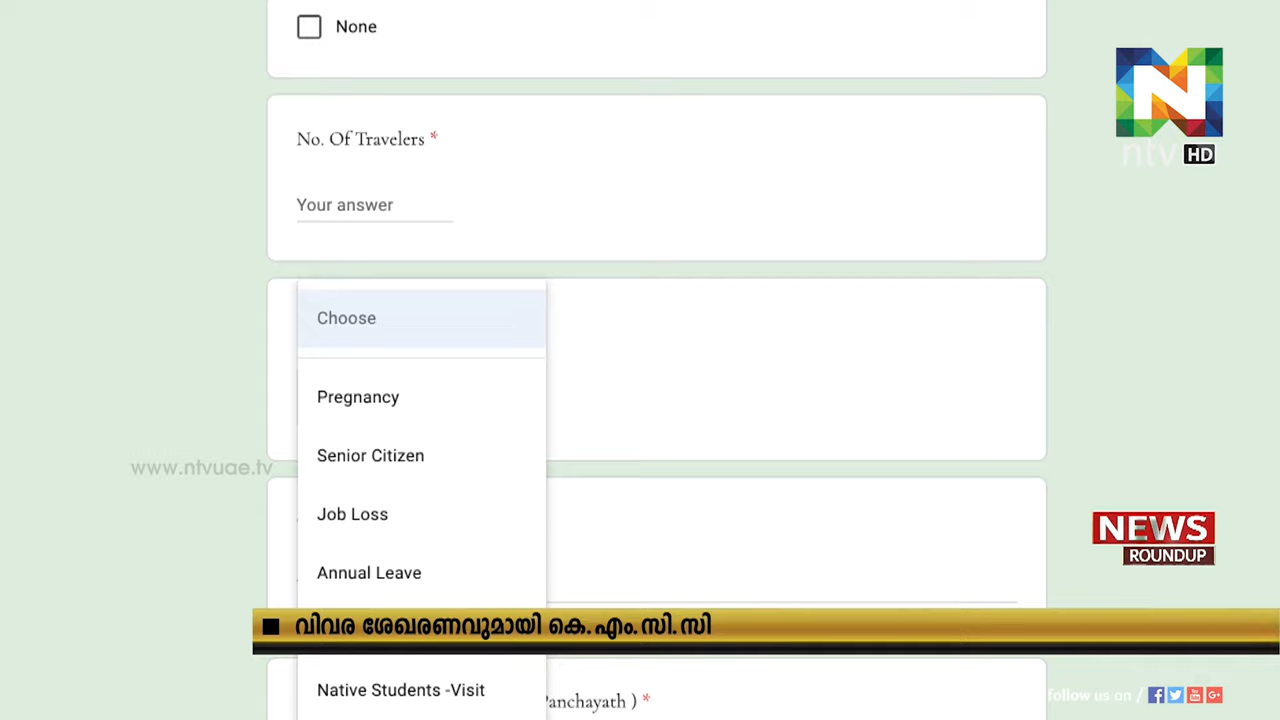 None
No. Of Travelers *
Your answer
ntv HD
Choose
Pregnancy
Senior Citizen
www.ntvuae.tv
Job Loss
NEWS
ROUNDUP
Annual Leave
വിവര ശേഖരണവുമായി കെ.എം.സി.സി
Native Students -Visit
Panchayath ) *
follow us on /